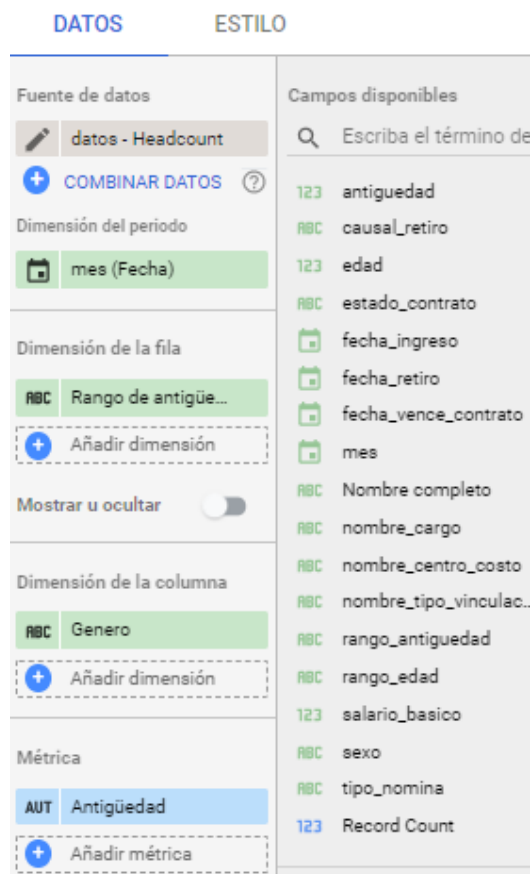 DATOS
ESTILO
Fuente de datos
datos - Headcount
COMBINAR DATOS
?
Dimensión del periodo
mes (Fecha)
Dimensión de la fila
ABC Rango de antigüe...
Añadir dimensión
Mostrar u ocultar
Dimensión de la columna
ABC Genero
Añadir dimensión
Métrica
AUT Antigüedad
Añadir métrica
Campos disponibles
Escriba el término de
123 antiguedad
ABC causal_retiro
123 edad
ABC estado_contrato
fecha_ingreso
fecha_retiro
fecha_vence_contrato
mes
ABC Nombre completo
ABC nombre_cargo
ABC nombre_centro_costo
ABC nombre_tipo_vinculac...
ABC rango_antiguedad
ABC rango_edad
123 salario_basico
ABC sexo
ABC tipo_nomina
123 Record Count